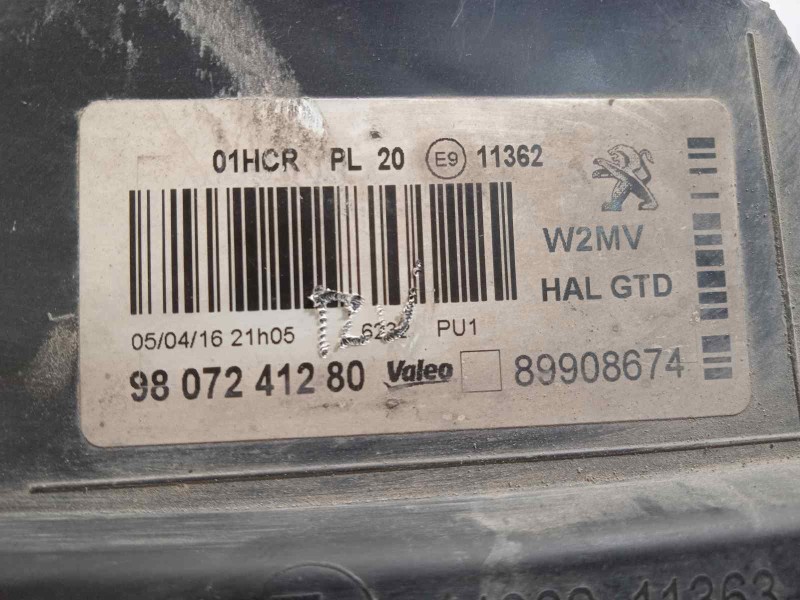 01HCR PL 20 E9 11362
W2MV
HAL GTD
05/04/16 21h05 PU1
98 072 412 80 Valeo 89908674
11363